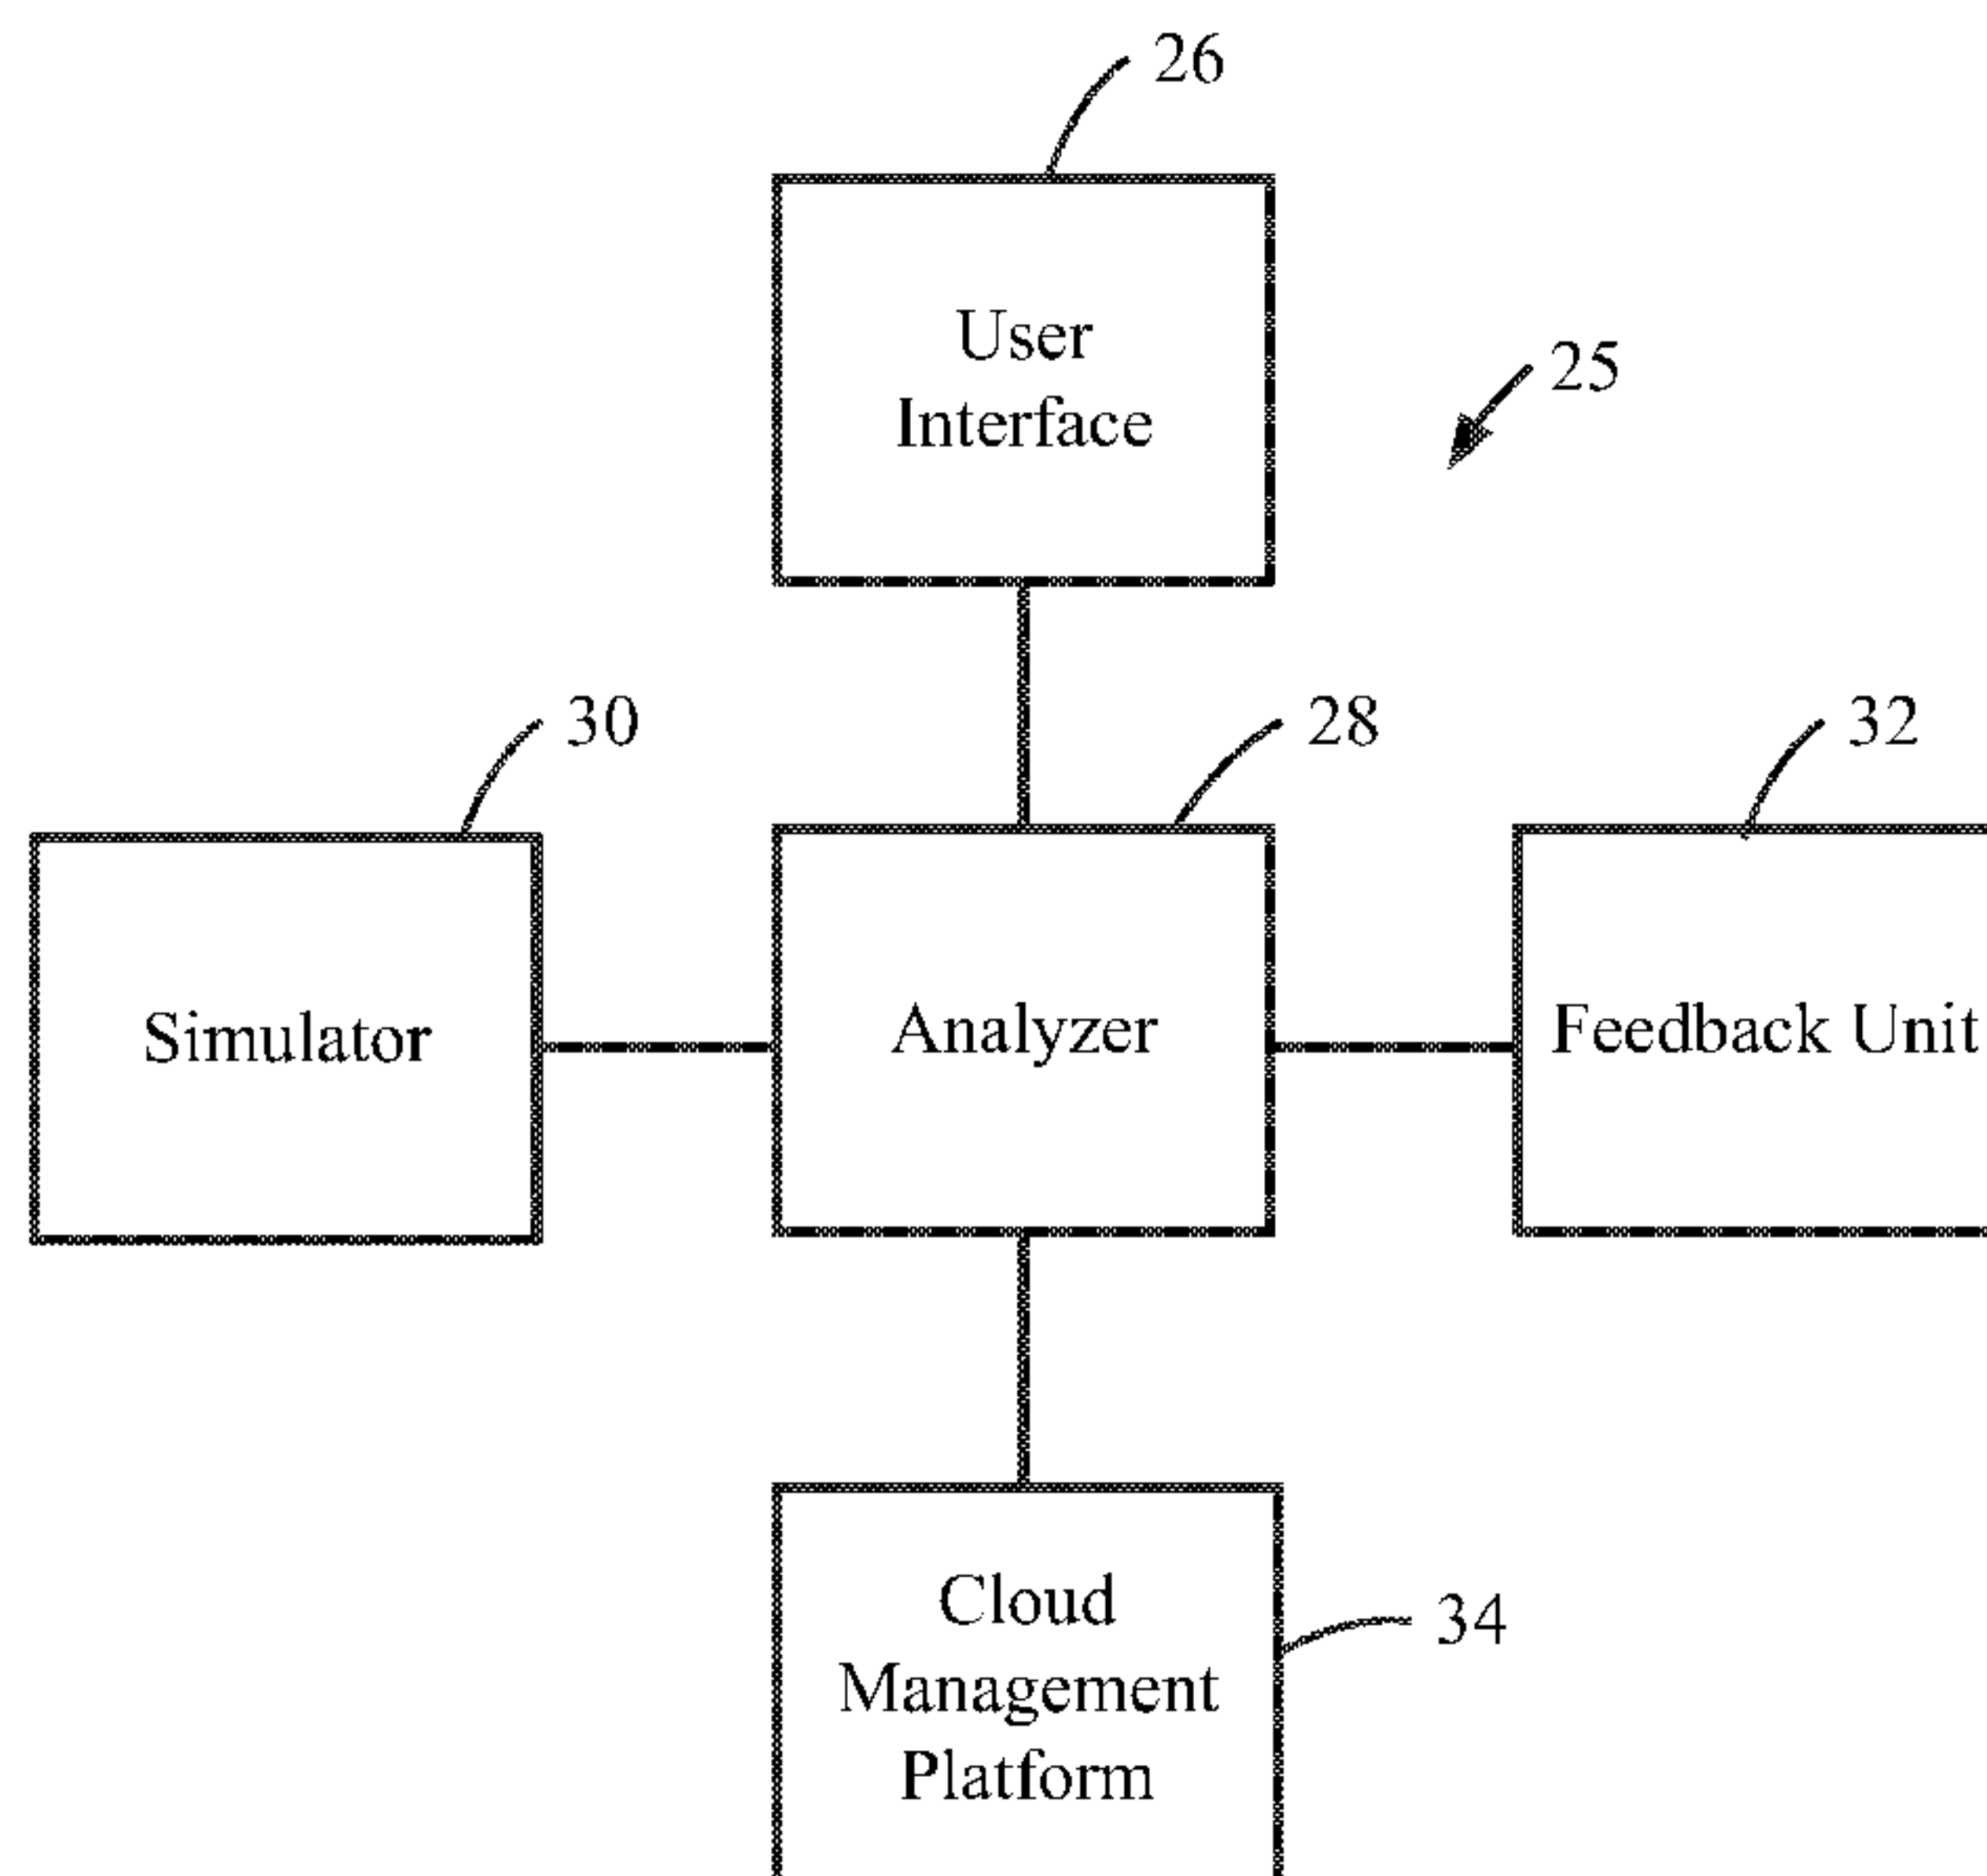 26
User
Interface
25
30
28
32
Simulator
Analyzer
Feedback Unit
Cloud
Management
Platform
34